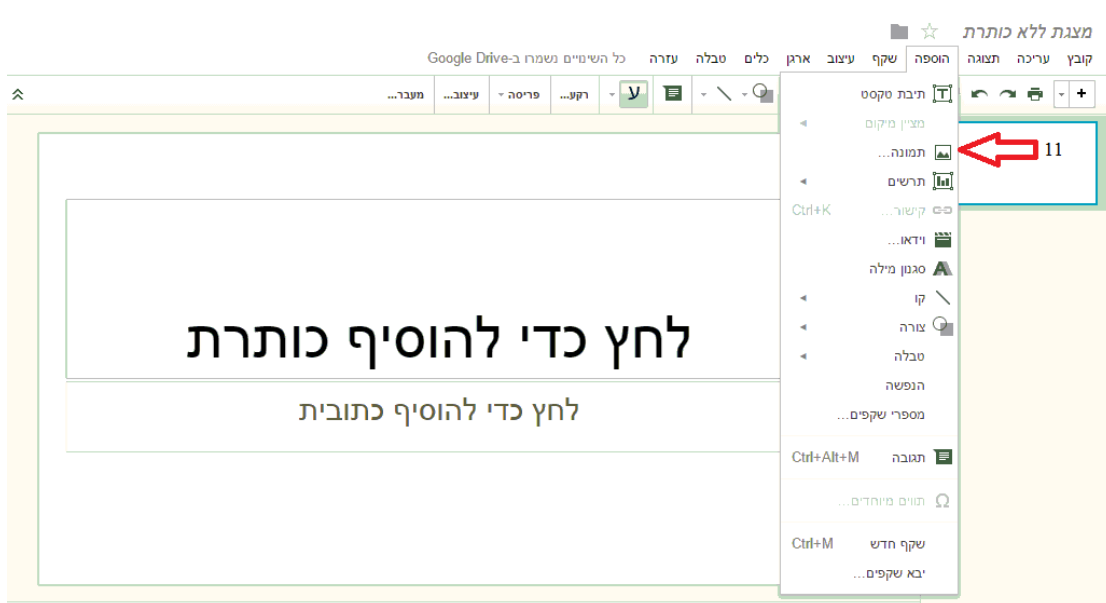 מצגת ללא כותרת
קובץ עריכה תצוגה הוספה שקף עיצוב ארגן כלים טבלה עזרה כל השינויים נשמרו ב-Google Drive
ע רקע... פריסה עיצוב... מעבר...
תיבת טקסט
מציין מיקום
תמונה...
תרשים
קישור... Ctrl+K
וידאו...
סגנון מילה
קו
צורה
טבלה
הנפשה
מספרי שקפים...
תגובה Ctrl+Alt+M
תווים מיוחדים...
שקף חדש Ctrl+M
יבא שקפים...
11
לחץ כדי להוסיף כותרת
לחץ כדי להוסיף כתובית